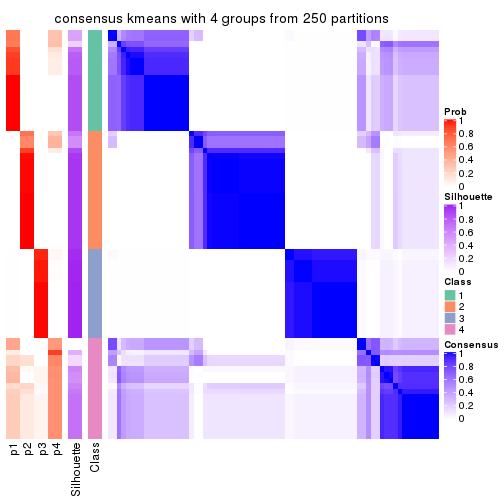 consensus kmeans with 4 groups from 250 partitions
Prob
1
0.8
0.6
0.4
0.2
0
Silhouette
1
0.8
0.6
0.4
0.2
0
Class
1
2
3
4
Consensus
1
0.8
0.6
0.4
0.2
0
p1
p2
p3
p4
Silhouette
Class